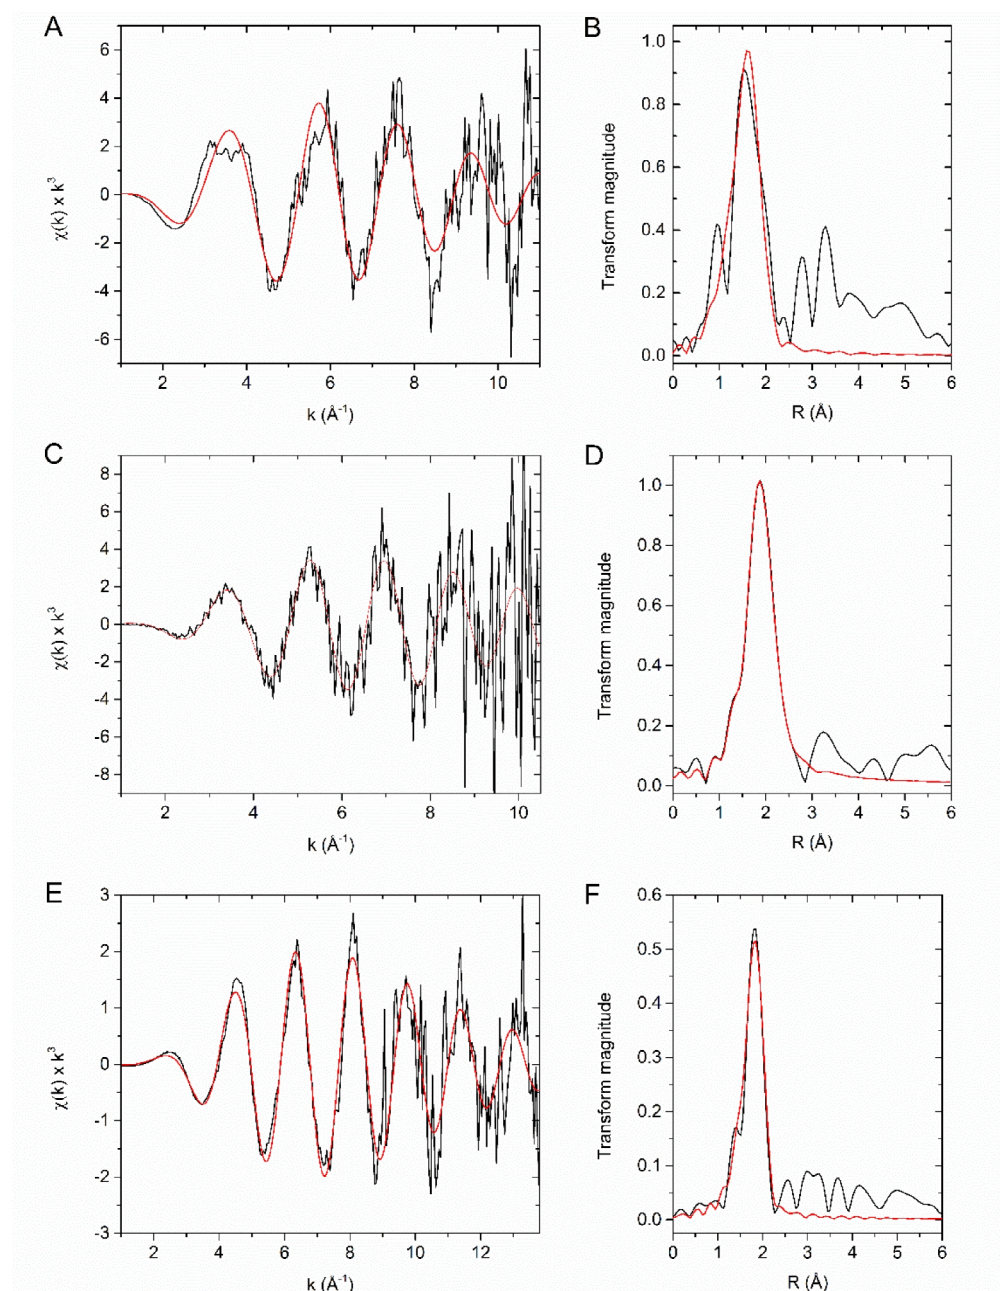 A
6
4
2
0
-2
-4
-6
χ(k) x k³
2 4 6 8 10
k (Å⁻¹)
B
1.0
0.8
0.6
0.4
0.2
0.0
Transform magnitude
0 1 2 3 4 5 6
R (Å)
C
8
6
4
2
0
-2
-4
-6
-8
χ(k) x k³
2 4 6 8 10
k (Å⁻¹)
D
1.0
0.8
0.6
0.4
0.2
0.0
Transform magnitude
0 1 2 3 4 5 6
R (Å)
E
3
2
1
0
-1
-2
-3
χ(k) x k³
2 4 6 8 10 12
k (Å⁻¹)
F
0.6
0.5
0.4
0.3
0.2
0.1
0.0
Transform magnitude
0 1 2 3 4 5 6
R (Å)